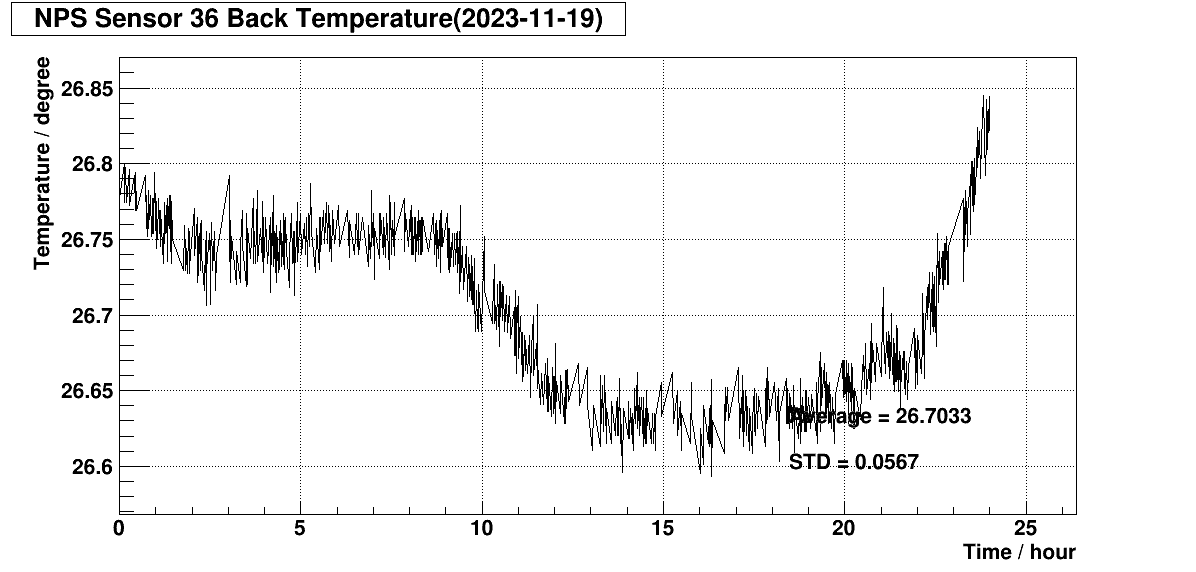 NPS Sensor 36 Back Temperature(2023-11-19)
Temperature / degree
26.85
26.8
26.75
26.7
26.65
26.6
Average = 26.7033
STD = 0.0567
0 5 10 15 20 25
Time / hour